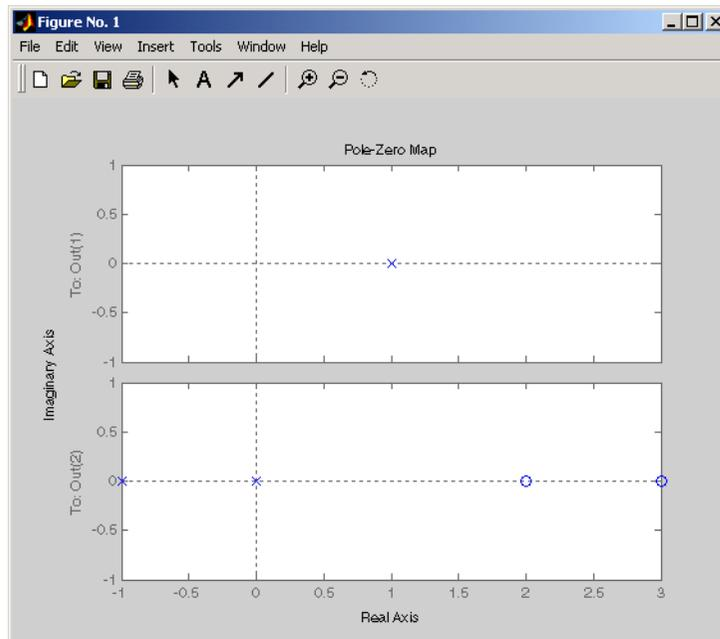 Figure No. 1
File Edit View Insert Tools Window Help
A
Pole-Zero Map
1
0.5
0
-0.5
-1
To: Out(1)
Imaginary Axis
1
0.5
0
-0.5
-1
To: Out(2)
-1 -0.5 0 0.5 1 1.5 2 2.5 3
Real Axis